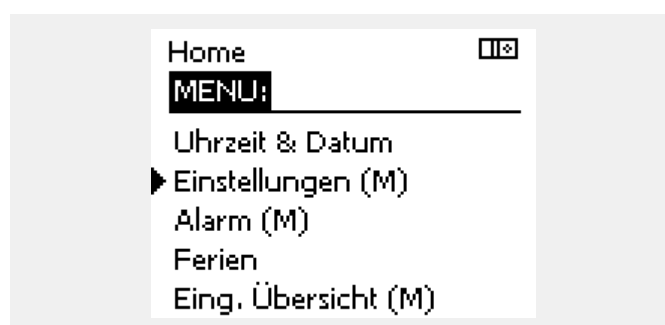 Home
MENU:
Uhrzeit & Datum
Einstellungen (M)
Alarm (M)
Ferien
Eing. Übersicht (M)